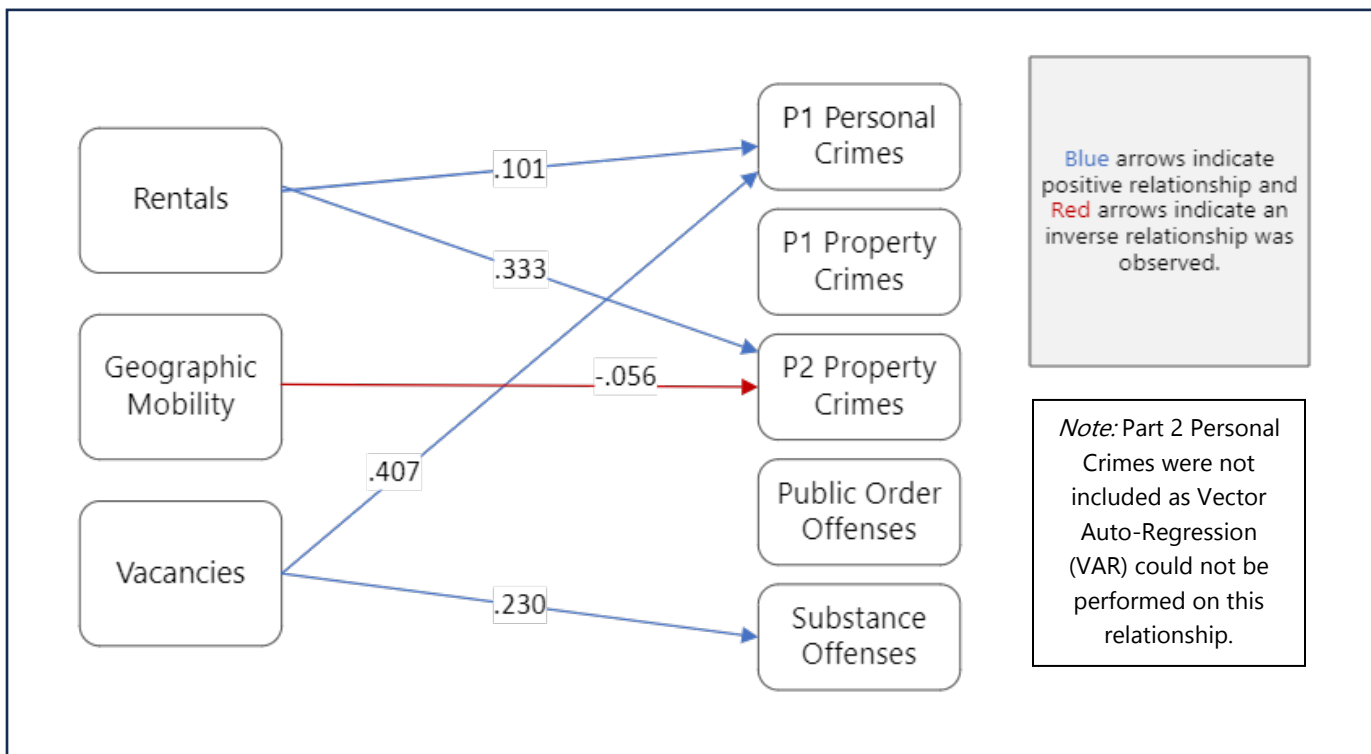 Rentals
Geographic
Mobility
Vacancies
.101
.333
-.056
.407
.230
P1 Personal
Crimes
P1 Property
Crimes
P2 Property
Crimes
Public Order
Offenses
Substance
Offenses
Blue arrows indicate
positive relationship and
Red arrows indicate an
inverse relationship was
observed.
Note: Part 2 Personal
Crimes were not
included as Vector
Auto-Regression
(VAR) could not be
performed on this
relationship.